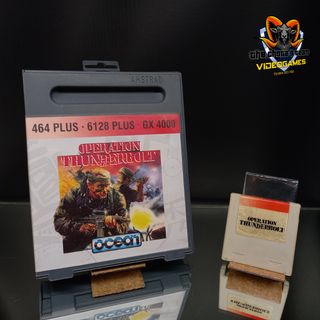 VIDEOGAMES
AMSTRAD
464 PLUS · 6128 PLUS · GX 4000
OPERATION
THUNDERBOLT
ocean
OPERATION
THUNDERBOLT